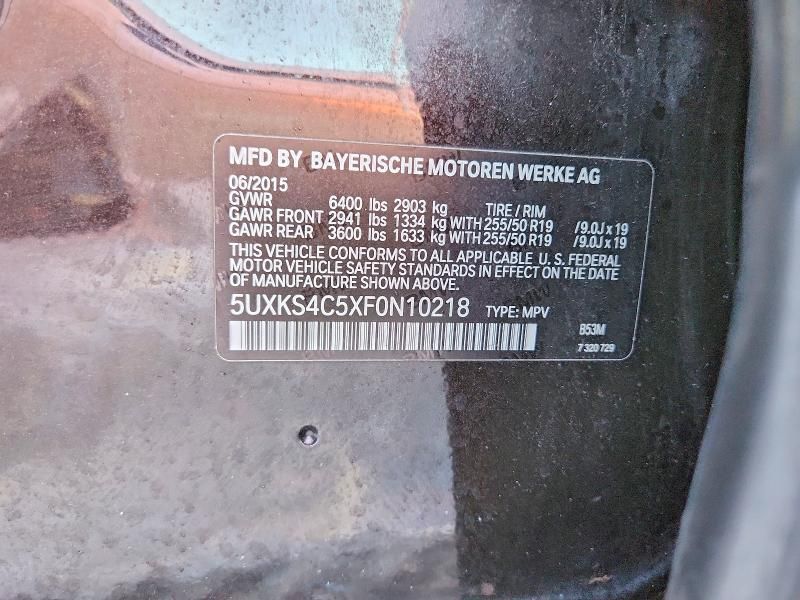 MFD BY BAYERISCHE MOTOREN WERKE AG
06/2015
GVWR 6400 lbs 2903 kg TIRE / RIM
GAWR FRONT 2941 lbs 1334 kg WITH 255/50 R19 /9.0J x 19
GAWR REAR 3600 lbs 1633 kg WITH 255/50 R19 /9.0J x 19
THIS VEHICLE CONFORMS TO ALL APPLICABLE U. S. FEDERAL
MOTOR VEHICLE SAFETY STANDARDS IN EFFECT ON THE DATE
OF MANUFACTURE SHOWN ABOVE.
5UXKS4C5XF0N10218 TYPE: MPV
B53M
7 320 729